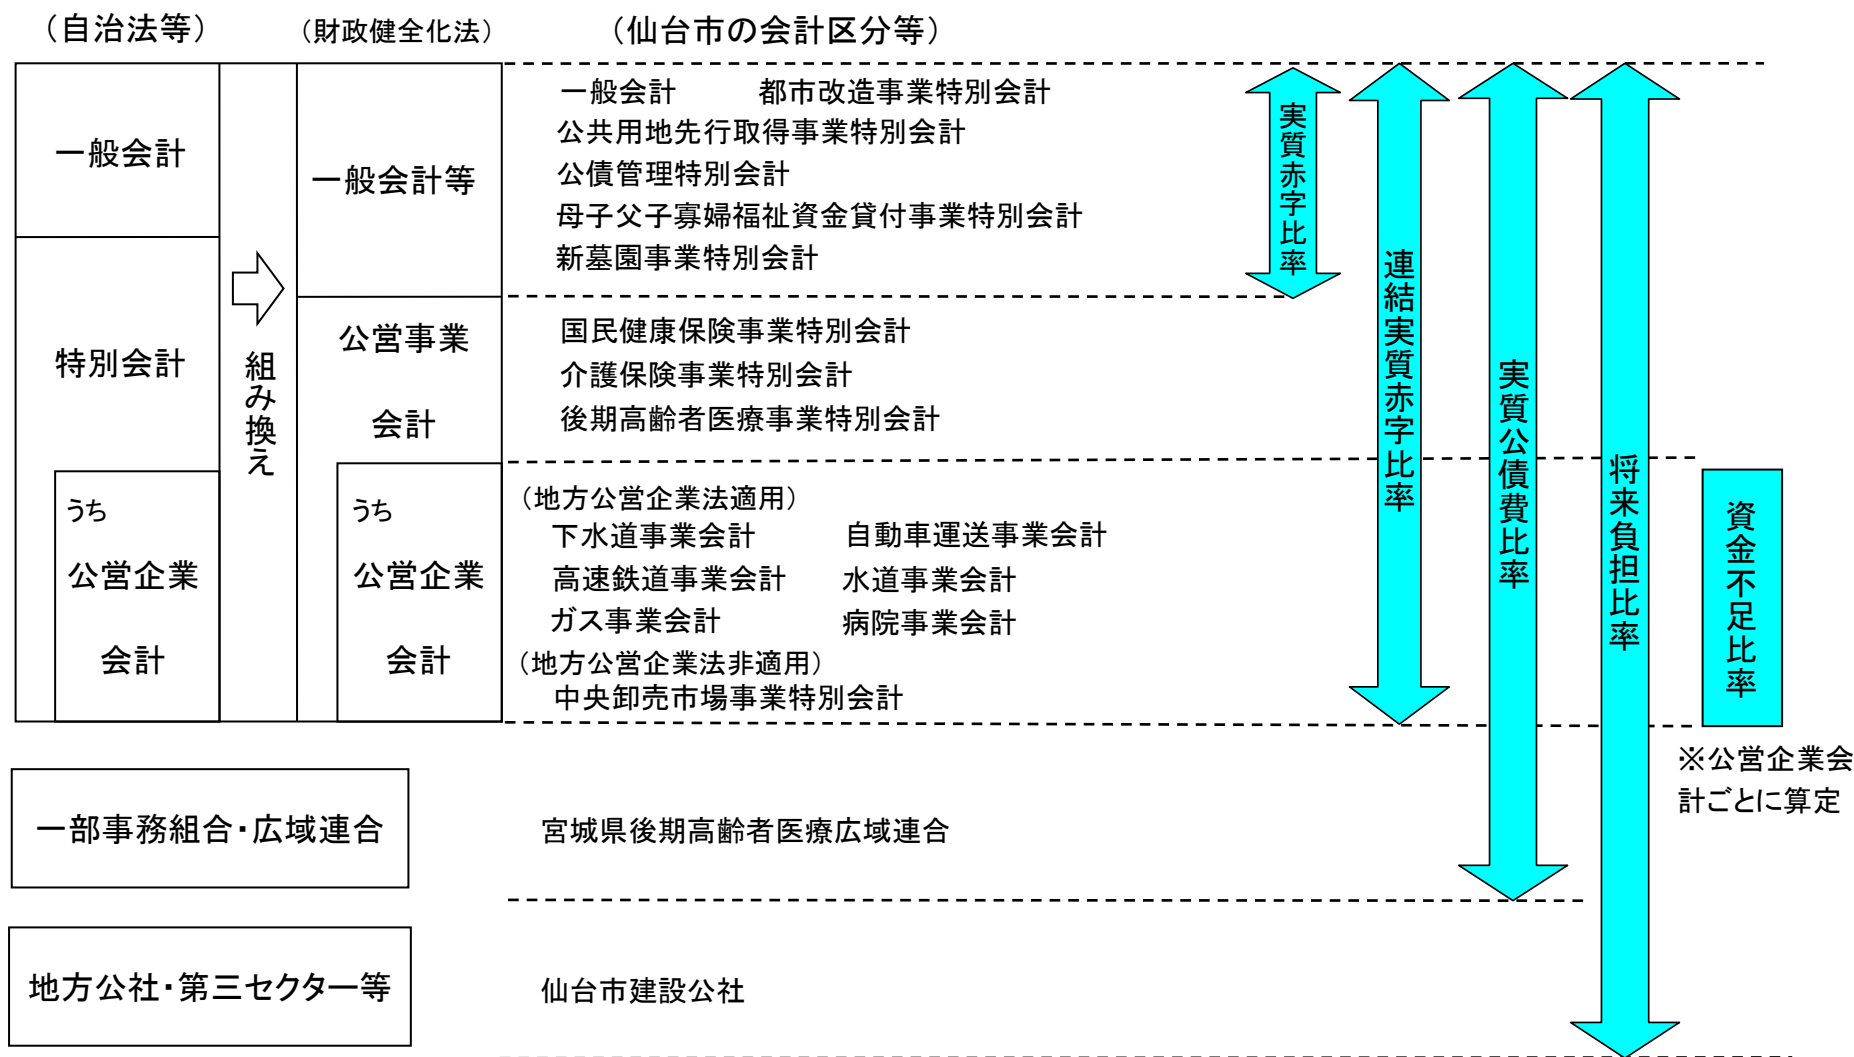 （自治法等）
（財政健全化法）
（仙台市の会計区分等）
一般会計
特別会計
うち
公営企業
会計
組み換え
一般会計等
公営事業
会計
うち
公営企業
会計
一般会計　都市改造事業特別会計
公共用地先行取得事業特別会計
公債管理特別会計
母子父子寡婦福祉資金貸付事業特別会計
新墓園事業特別会計
国民健康保険事業特別会計
介護保険事業特別会計
後期高齢者医療事業特別会計
（地方公営企業法適用）
下水道事業会計　自動車運送事業会計
高速鉄道事業会計　水道事業会計
ガス事業会計　病院事業会計
（地方公営企業法非適用）
中央卸売市場事業特別会計
実質赤字比率
連結実質赤字比率
実質公債費比率
将来負担比率
資金不足比率
※公営企業会
計ごとに算定
一部事務組合・広域連合
宮城県後期高齢者医療広域連合
地方公社・第三セクター等
仙台市建設公社